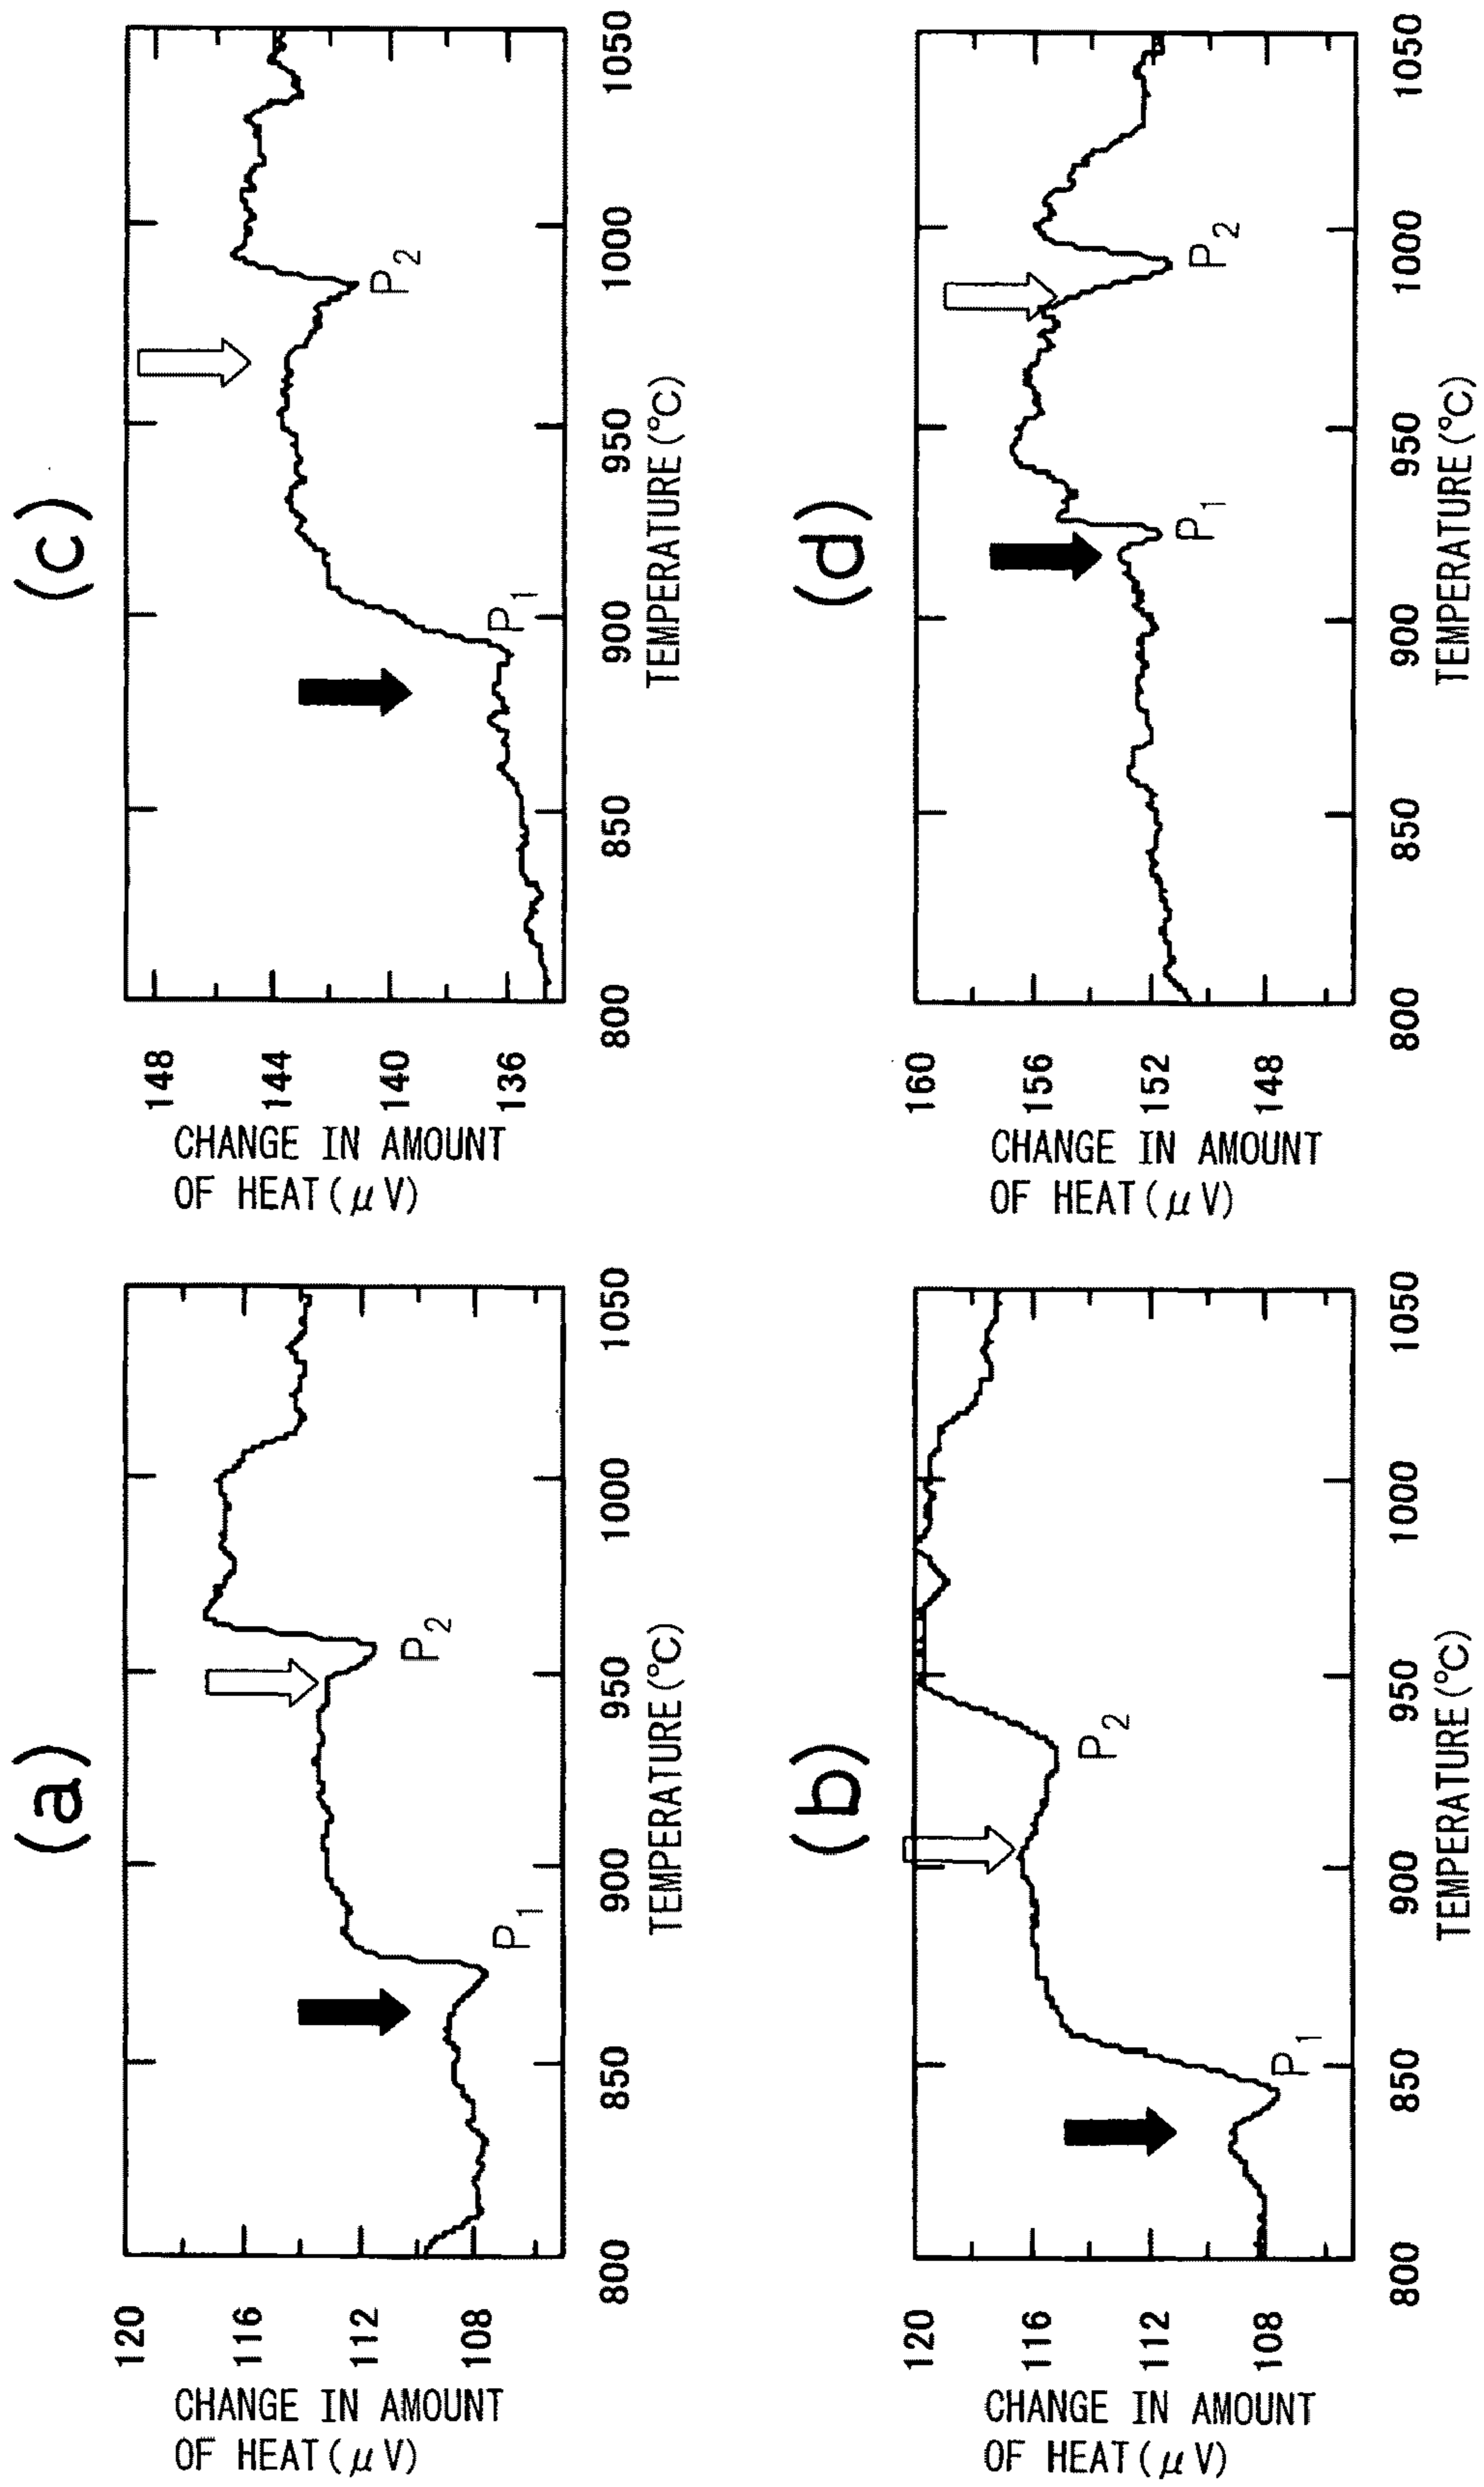 (a)
CHANGE IN AMOUNT
OF HEAT(μV)
120
116
112
108
P1
P2
800
850
900
950
1000
1050
TEMPERATURE(°C)
(c)
CHANGE IN AMOUNT
OF HEAT(μV)
148
144
140
136
P1
P2
800
850
900
950
1000
1050
TEMPERATURE(°C)
(b)
CHANGE IN AMOUNT
OF HEAT(μV)
120
116
112
108
P1
P2
800
850
900
950
1000
1050
TEMPERATURE(°C)
(d)
CHANGE IN AMOUNT
OF HEAT(μV)
160
156
152
148
P1
P2
800
850
900
950
1000
1050
TEMPERATURE(°C)